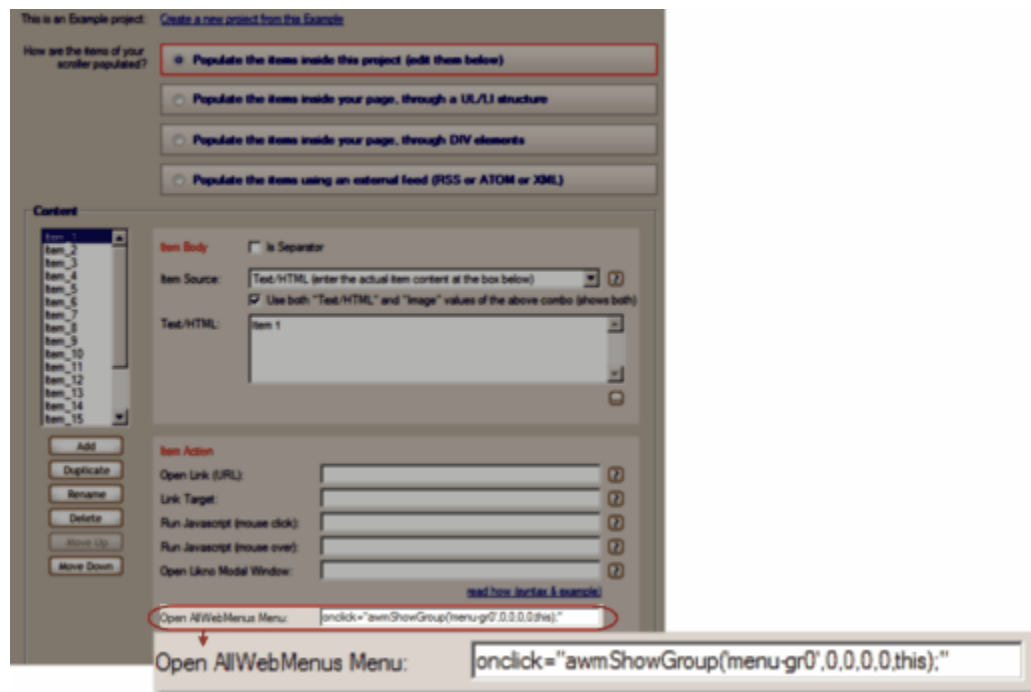 This is an Example project: Create a new project from this Example
How are the items of your
scroller populated?
Populate the items inside this project (edit them below)
Populate the items inside your page, through a UL/LI structure
Populate the items inside your page, through DIV elements
Populate the items using an external feed (RSS or ATOM or XML)
Content
Item_1
Item_2
Item_3
Item_4
Item_5
Item_6
Item_7
Item_8
Item_9
Item_10
Item_11
Item_12
Item_13
Item_14
Item_15
Add
Duplicate
Rename
Delete
Move Up
Move Down
Item Body Is Separator
Item Source: Text/HTML (enter the actual item content at the box below) ?
Use both "Text/HTML" and "Image" values of the above combo (shows both)
Text/HTML: Item 1
...
Item Action
Open Link (URL): ?
Link Target: ?
Run Javascript (mouse click): ?
Run Javascript (mouse over): ?
Open Likno Modal Window: ?
read how (syntax & example)
Open AllWebMenus Menu: onclick="awmShowGroup('menu-gr0',0,0,0,0,this);"
Open AllWebMenus Menu: onclick="awmShowGroup('menu-gr0',0,0,0,0,this);"